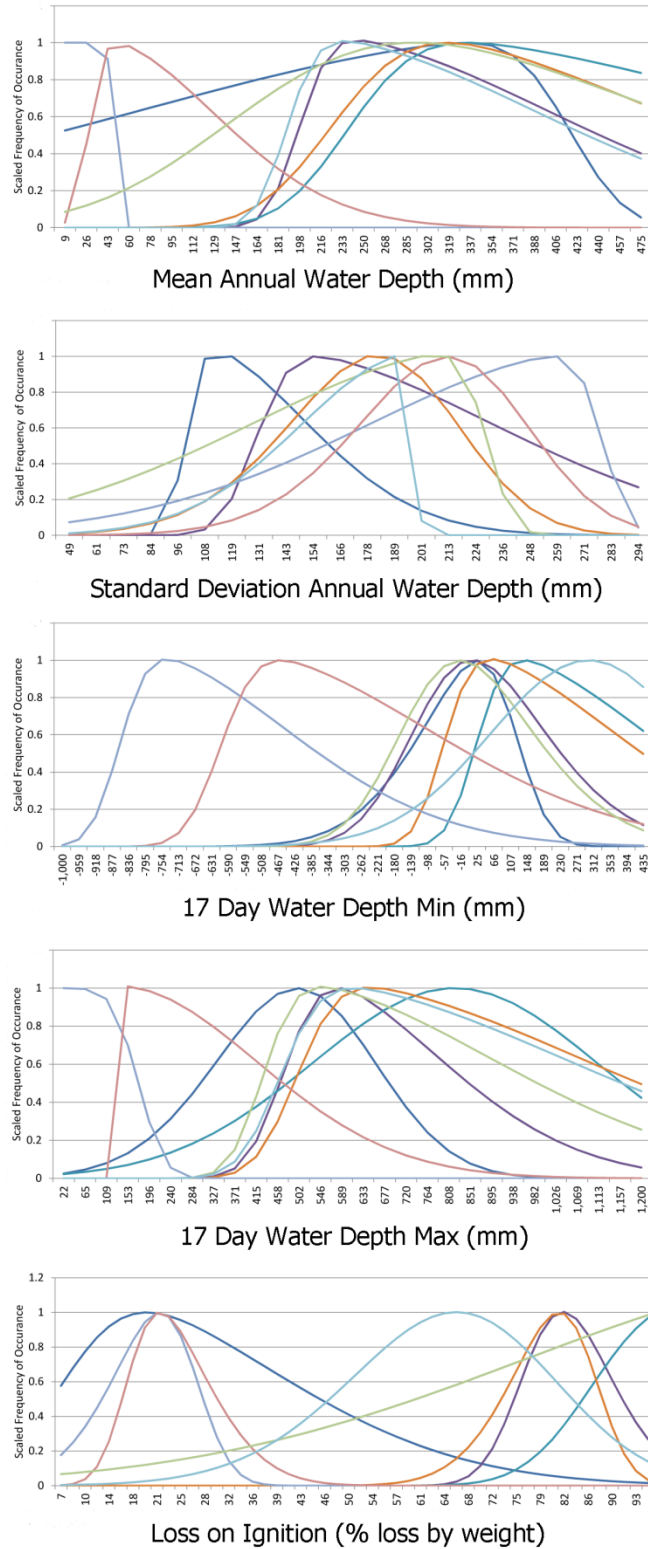 Scaled Frequency of Occurance
1
0.8
0.6
0.4
0.2
0
9 26 43 60 78 95 112 129 147 164 181 198 216 233 250 268 285 302 319 337 354 371 388 406 423 440 457 475
Mean Annual Water Depth (mm)
Scaled Frequency of Occurance
1
0.8
0.6
0.4
0.2
0
49 61 73 84 96 108 119 131 143 154 166 178 189 201 213 224 236 248 259 271 283 294
Standard Deviation Annual Water Depth (mm)
Scaled Frequency of Occurance
1
0.8
0.6
0.4
0.2
0
-1,000 -959 -918 -877 -836 -795 -754 -713 -672 -631 -590 -549 -508 -467 -426 -385 -344 -303 -262 -221 -180 -139 -98 -57 -16 25 66 107 148 189 230 271 312 353 394 435
17 Day Water Depth Min (mm)
Scaled Frequency of Occurance
1
0.8
0.6
0.4
0.2
0
22 65 109 153 196 240 284 327 371 415 458 502 546 589 633 677 720 764 808 851 895 938 982 1,026 1,069 1,113 1,157 1,200
17 Day Water Depth Max (mm)
Scaled Frequency of Occurance
1.2
1
0.8
0.6
0.4
0.2
0
7 10 14 18 21 25 28 32 36 39 43 46 50 54 57 61 64 68 72 75 79 82 86 90 93
Loss on Ignition (% loss by weight)